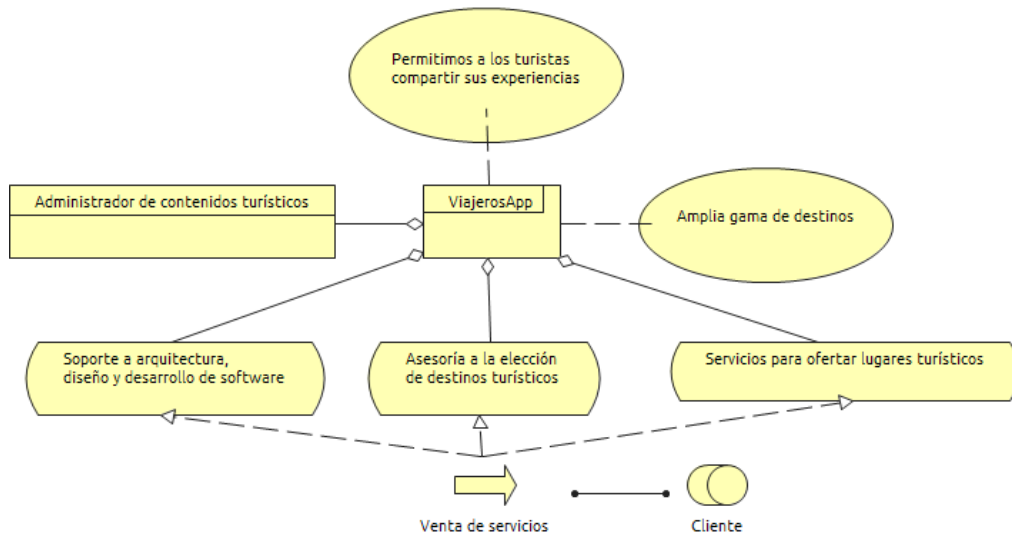 Permitimos a los turistas
compartir sus experiencias
Administrador de contenidos turísticos
ViajerosApp
Amplia gama de destinos
Soporte a arquitectura,
diseño y desarrollo de software
Asesoría a la elección
de destinos turísticos
Servicios para ofertar lugares turísticos
Venta de servicios
Cliente